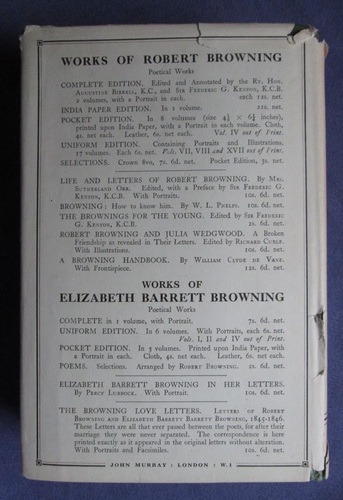 WORKS OF ROBERT BROWNING
Poetical Works
COMPLETE EDITION. Edited and Annotated by the Rt. Hon.
Augustine Birrell, K.C., and Sir Frederic G. Kenyon, K.C.B.
2 volumes, with a Portrait in each. each 12s. net.
INDIA PAPER EDITION. In 1 volume. 21s. net.
POCKET EDITION. In 8 volumes (size 4¼ × 6¾ inches),
printed upon India Paper, with a Portrait in each volume. Cloth,
4s. net each. Leather, 6s. net each. Vol. IV out of Print.
UNIFORM EDITION. Containing Portraits and Illustrations.
17 volumes. Each 6s. net. Vols. VII, VIII and XVII out of Print.
SELECTIONS. Crown 8vo, 7s. 6d. net. Pocket Edition, 3s. net.
LIFE AND LETTERS OF ROBERT BROWNING. By Mrs.
Sutherland Orr. Edited, with a Preface by Sir Frederic G.
Kenyon, K.C.B. With Portraits. 10s. 6d. net.
BROWNING: How to know him. By W. L. Phelps. 10s. 6d. net.
THE BROWNINGS FOR THE YOUNG. Edited by Sir Frederic
G. Kenyon, K.C.B. 2s. 6d. net.
ROBERT BROWNING AND JULIA WEDGWOOD. A Broken
Friendship as revealed in Their Letters. Edited by Richard Curle.
With Illustrations. 10s. 6d. net.
A BROWNING HANDBOOK. By William Clyde De Vane.
With Frontispiece. 12s. 6d. net.
WORKS OF
ELIZABETH BARRETT BROWNING
Poetical Works
COMPLETE in 1 volume, with Portrait. 7s. 6d. net.
UNIFORM EDITION. In 6 volumes. With Portraits, each 6s. net.
Vols. I, II and IV out of Print.
POCKET EDITION. In 3 volumes. Printed upon India Paper, with
a Portrait in each. Cloth, 4s. net each. Leather, 6s. net each.
POEMS. Selections. Arranged by Robert Browning. 2s. 6d. net.
ELIZABETH BARRETT BROWNING IN HER LETTERS.
By Percy Lubbock. With Portrait. 10s. 6d. net.
THE BROWNING LOVE LETTERS. Letters of Robert
Browning and Elizabeth Barrett Barrett Browning, 1845-1846.
These Letters are all that ever passed between the poets, for after their
marriage they were never separated. The correspondence is here
printed exactly as it appeared in the original letters without alteration.
With Portraits and Facsimiles. 10s. 6d. net.
JOHN MURRAY : LONDON : W.1